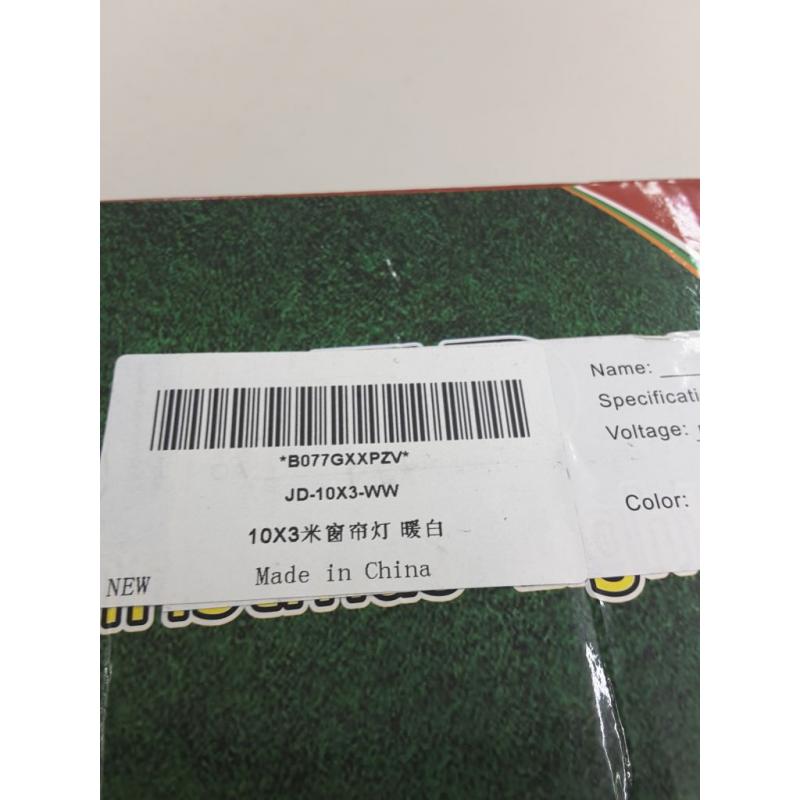 *B077GXXPZV*
JD-10X3-WW
10X3米窗帘灯 暖白
Made in China
NEW
Name:
Specificati
Voltage:
Color: